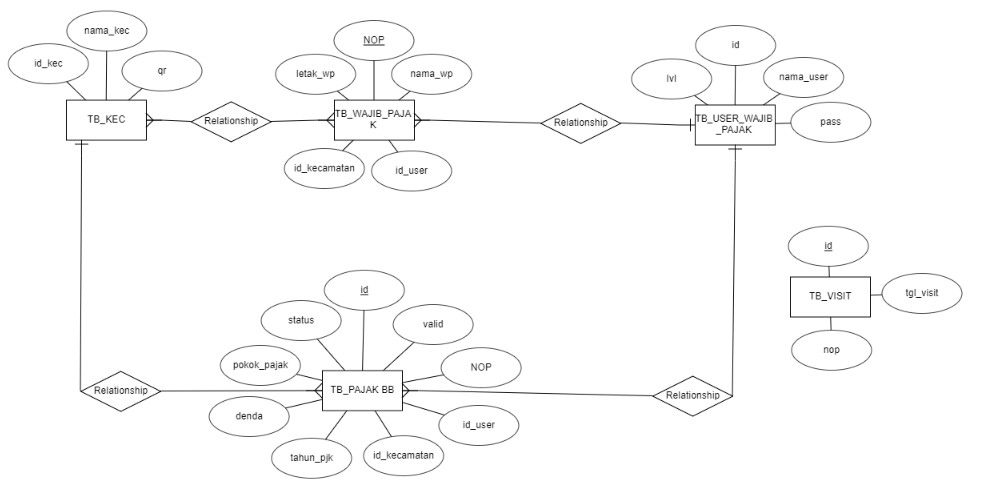 nama_kec
id_kec
qr
TB_KEC
Relationship
NOP
letak_wp
nama_wp
TB_WAJIB_PAJA
K
id_kecamatan
id_user
Relationship
id
lvl
nama_user
TB_USER_WAJIB
_PAJAK
pass
id
TB_VISIT
tgl_visit
nop
id
status
valid
pokok_pajak
NOP
Relationship
TB_PAJAK BB
Relationship
denda
id_user
tahun_pjk
id_kecamatan